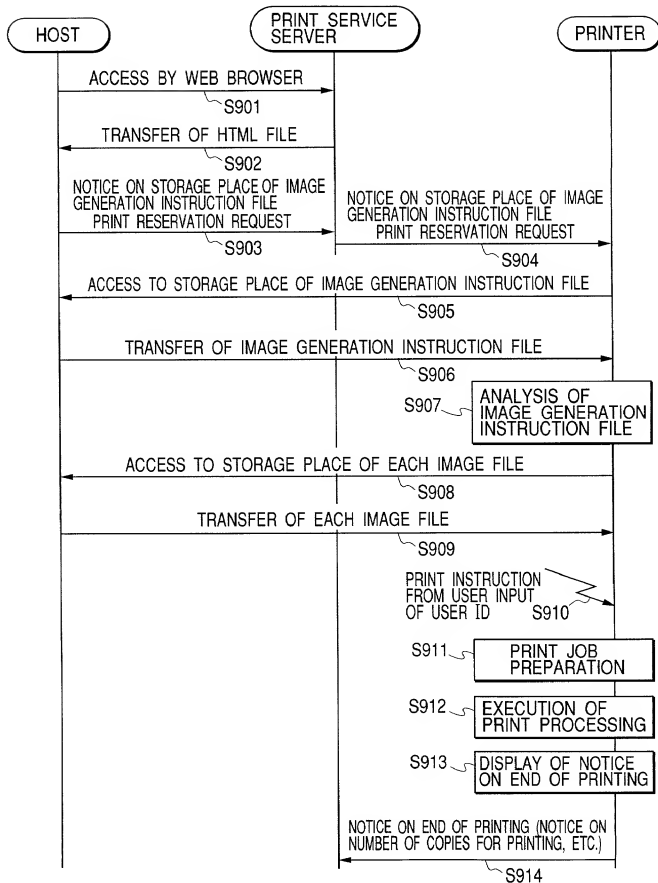 HOST
PRINT SERVICE
SERVER
PRINTER
ACCESS BY WEB BROWSER
S901
TRANSFER OF HTML FILE
S902
NOTICE ON STORAGE PLACE OF IMAGE
GENERATION INSTRUCTION FILE
PRINT RESERVATION REQUEST
S903
NOTICE ON STORAGE PLACE OF IMAGE
GENERATION INSTRUCTION FILE
PRINT RESERVATION REQUEST
S904
ACCESS TO STORAGE PLACE OF IMAGE GENERATION INSTRUCTION FILE
S905
TRANSFER OF IMAGE GENERATION INSTRUCTION FILE
S906
S907
ANALYSIS OF
IMAGE GENERATION
INSTRUCTION FILE
ACCESS TO STORAGE PLACE OF EACH IMAGE FILE
S908
TRANSFER OF EACH IMAGE FILE
S909
PRINT INSTRUCTION
FROM USER INPUT
OF USER ID
S910
S911
PRINT JOB
PREPARATION
S912
EXECUTION OF
PRINT PROCESSING
S913
DISPLAY OF NOTICE
ON END OF PRINTING
NOTICE ON END OF PRINTING (NOTICE ON
NUMBER OF COPIES FOR PRINTING, ETC.)
S914